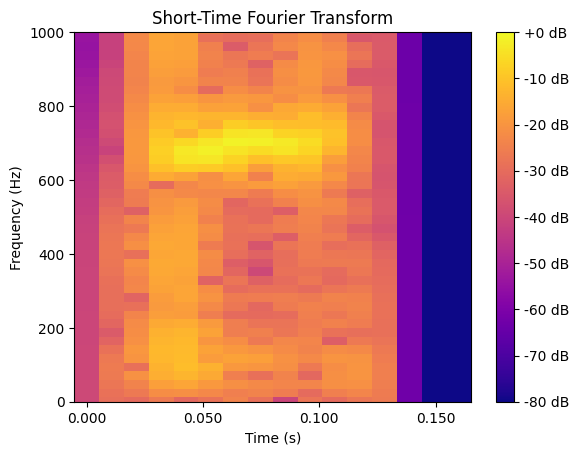 Short-Time Fourier Transform
Frequency (Hz)
1000
800
600
400
200
0
0.000
0.050
0.100
0.150
Time (s)
+0 dB
-10 dB
-20 dB
-30 dB
-40 dB
-50 dB
-60 dB
-70 dB
-80 dB